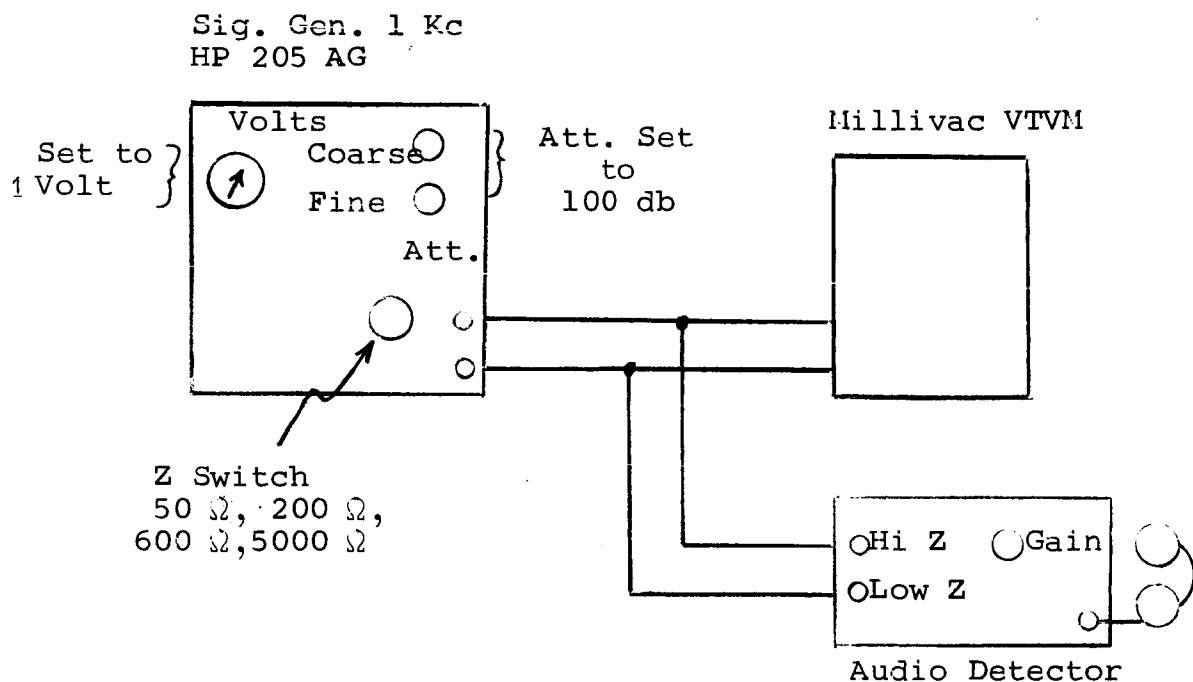 Sig. Gen. 1 Kc
HP 205 AG
Volts
Coarse
Fine
Att.
Set to
1 Volt
Att. Set
to
100 db
Millivac VTVM
Z Switch
50 Ω, 200 Ω,
600 Ω,5000 Ω
Hi Z
Gain
Low Z
Audio Detector